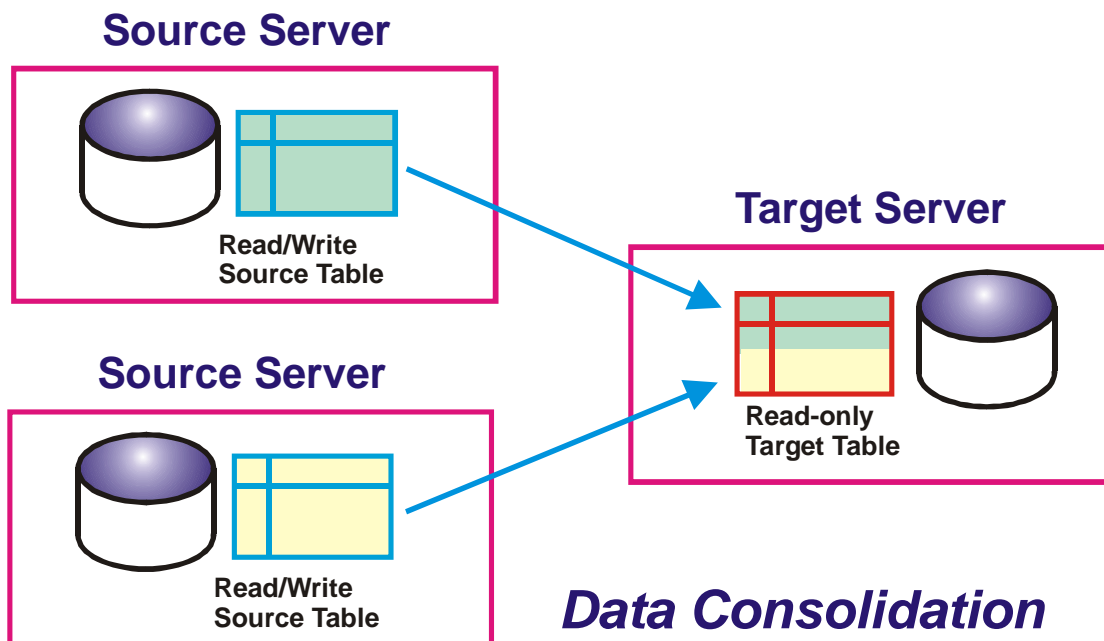 Source Server
Read/Write
Source Table
Target Server
Read-only
Target Table
Source Server
Read/Write
Source Table
Data Consolidation